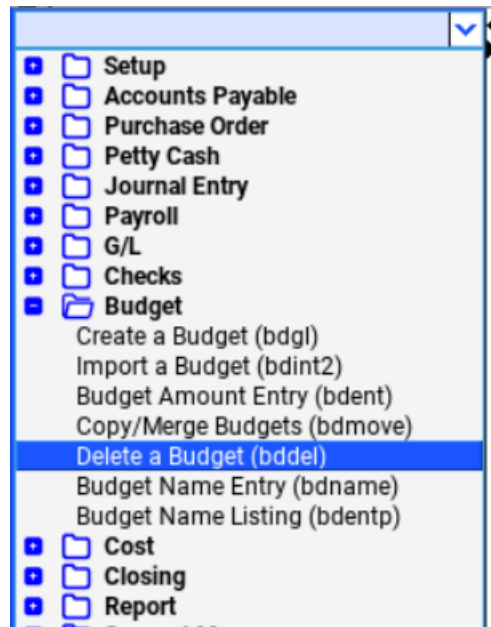 Setup
Accounts Payable
Purchase Order
Petty Cash
Journal Entry
Payroll
G/L
Checks
Budget
Create a Budget (bdgl)
Import a Budget (bdint2)
Budget Amount Entry (bdent)
Copy/Merge Budgets (bdmove)
Delete a Budget (bddel)
Budget Name Entry (bdname)
Budget Name Listing (bdentp)
Cost
Closing
Report